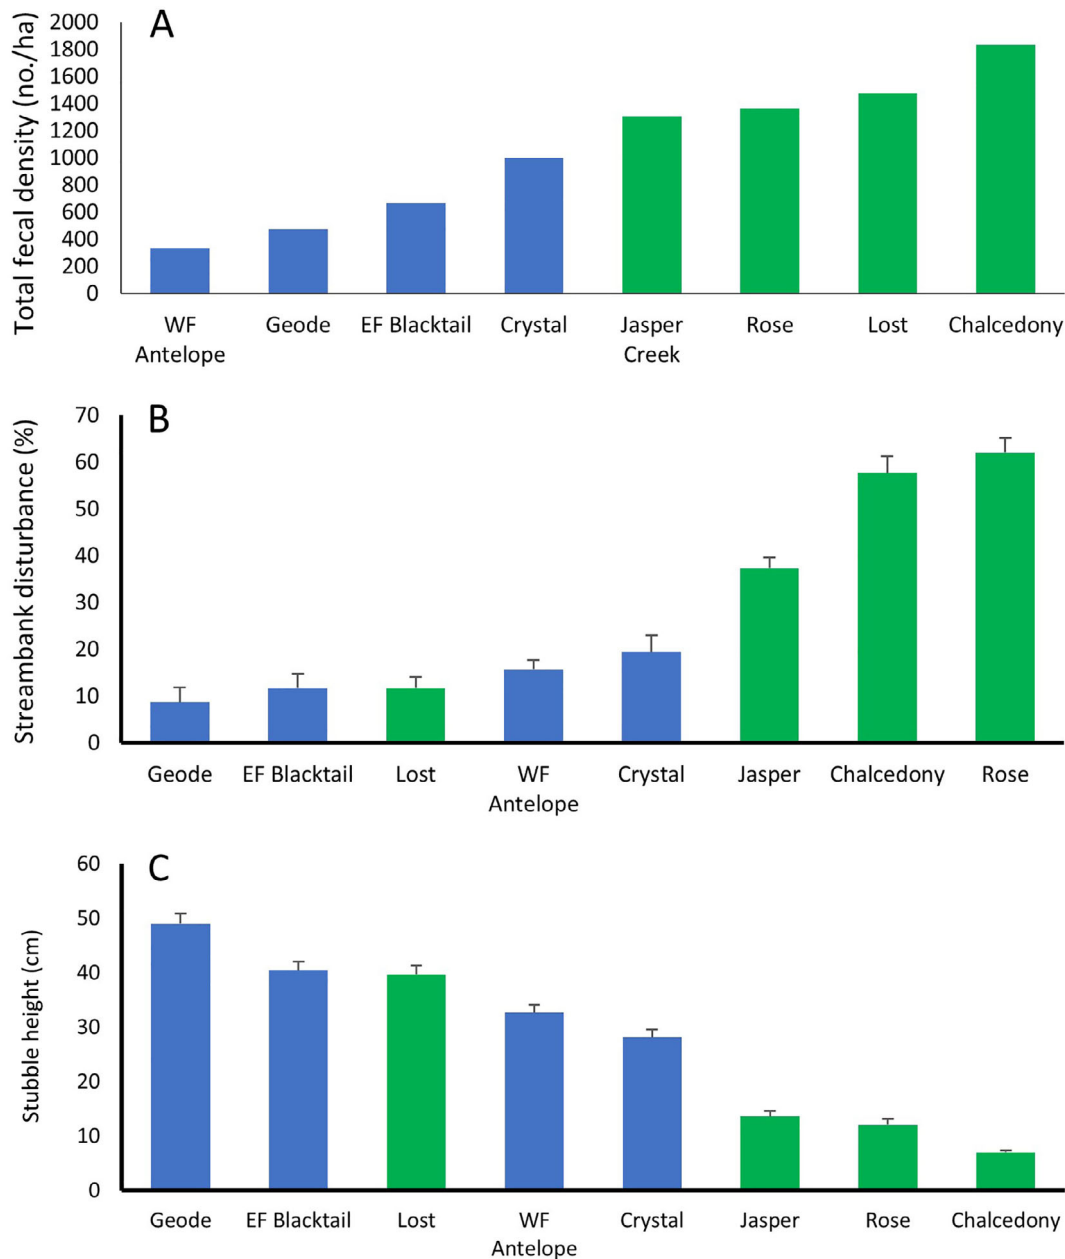 A
Total fecal density (no./ha)
2000
1800
1600
1400
1200
1000
800
600
400
200
0
WF Antelope
Geode
EF Blacktail
Crystal
Jasper Creek
Rose
Lost
Chalcedony
B
Streambank disturbance (%)
70
60
50
40
30
20
10
0
Geode
EF Blacktail
Lost
WF Antelope
Crystal
Jasper
Chalcedony
Rose
C
Stubble height (cm)
60
50
40
30
20
10
0
Geode
EF Blacktail
Lost
WF Antelope
Crystal
Jasper
Rose
Chalcedony